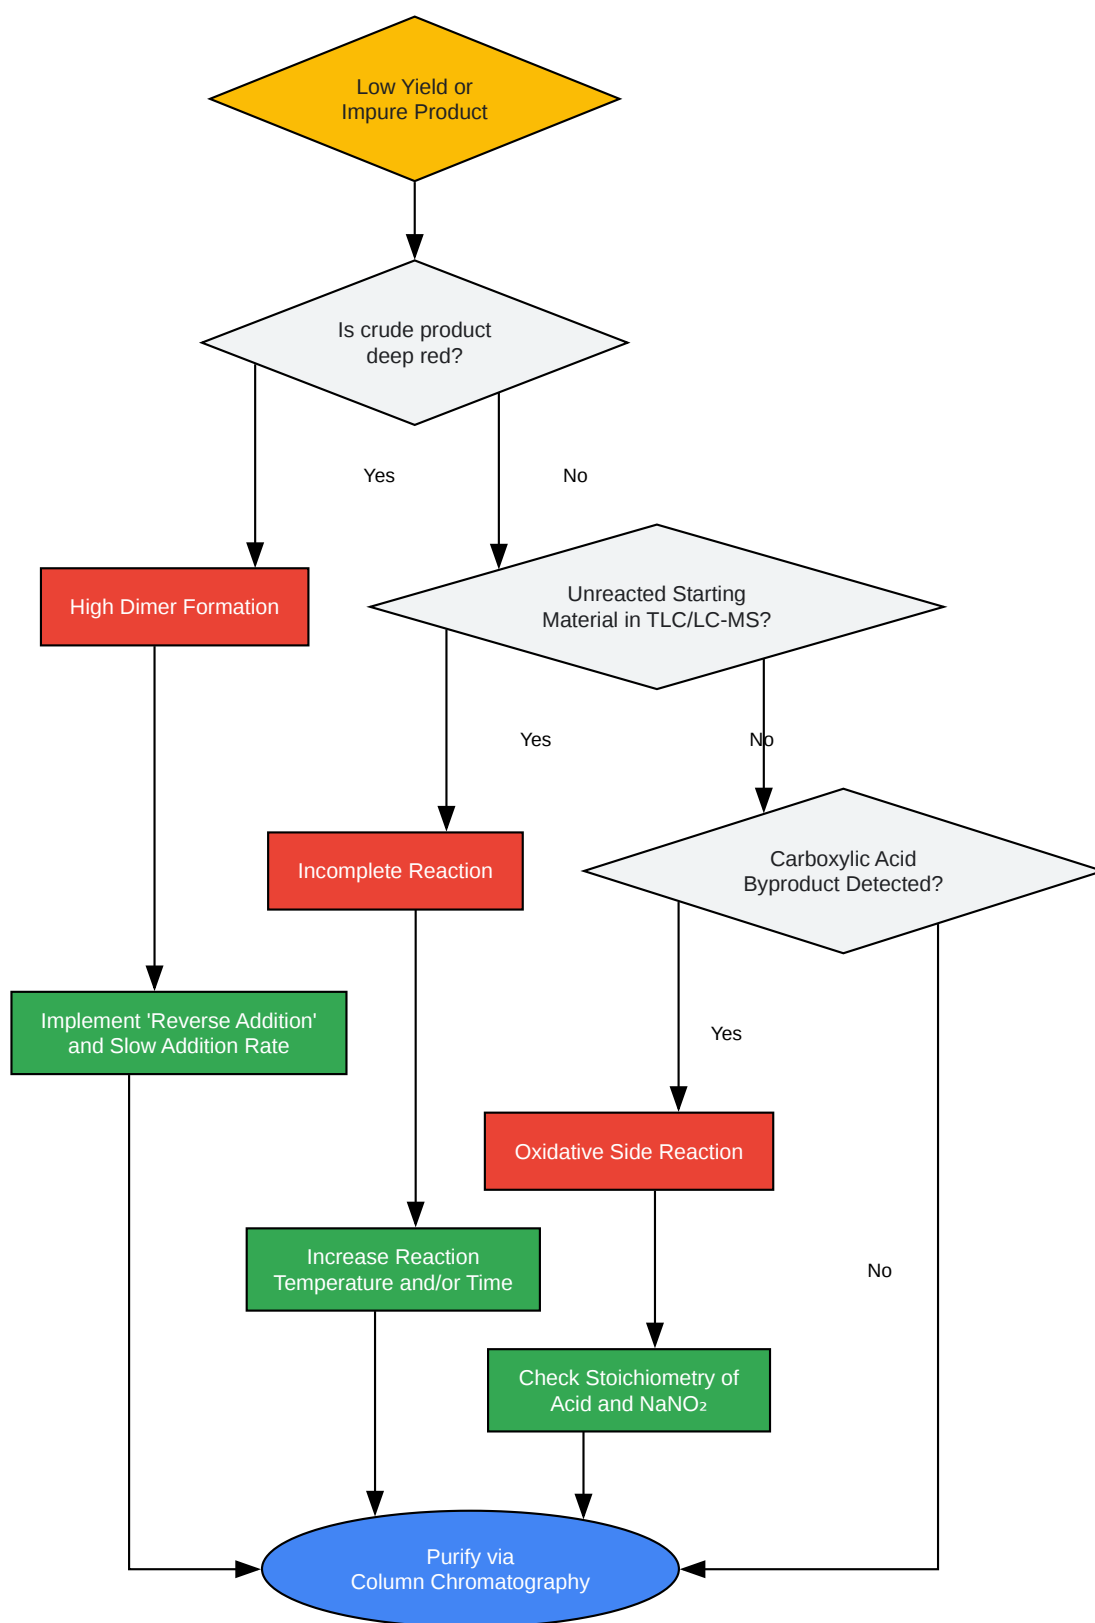 Low Yield or
Impure Product
Is crude product
deep red?
Yes
No
High Dimer Formation
Unreacted Starting
Material in TLC/LC-MS?
Yes
No
Incomplete Reaction
Carboxylic Acid
Byproduct Detected?
Implement 'Reverse Addition'
and Slow Addition Rate
Yes
Oxidative Side Reaction
Increase Reaction
Temperature and/or Time
No
Check Stoichiometry of
Acid and NaNO₂
Purify via
Column Chromatography